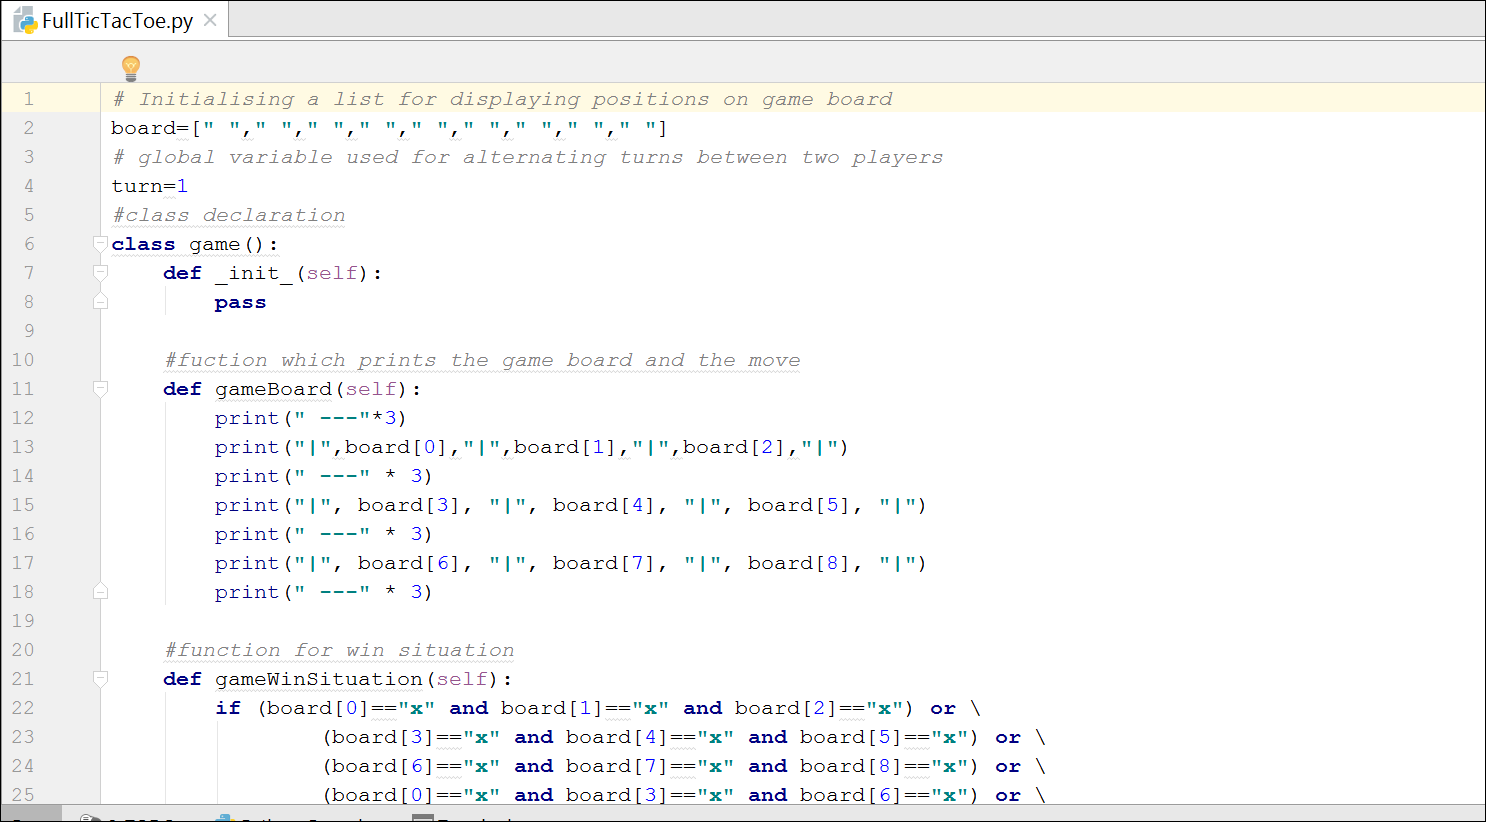 FullTicTacToe.py
1 # Initialising a list for displaying positions on game board
2 board=[" "," "," "," "," "," "," "," "," "]
3 # global variable used for alternating turns between two players
4 turn=1
5 #class declaration
6 class game():
7     def _init_(self):
8         pass
9
10     #fuction which prints the game board and the move
11     def gameBoard(self):
12         print(" ---"*3)
13         print("|",board[0],"|",board[1],"|",board[2],"|")
14         print(" ---" * 3)
15         print("|", board[3], "|", board[4], "|", board[5], "|")
16         print(" ---" * 3)
17         print("|", board[6], "|", board[7], "|", board[8], "|")
18         print(" ---" * 3)
19
20     #function for win situation
21     def gameWinSituation(self):
22         if (board[0]=="x" and board[1]=="x" and board[2]=="x") or \
23                 (board[3]=="x" and board[4]=="x" and board[5]=="x") or \
24                 (board[6]=="x" and board[7]=="x" and board[8]=="x") or \
25                 (board[0]=="x" and board[3]=="x" and board[6]=="x") or \